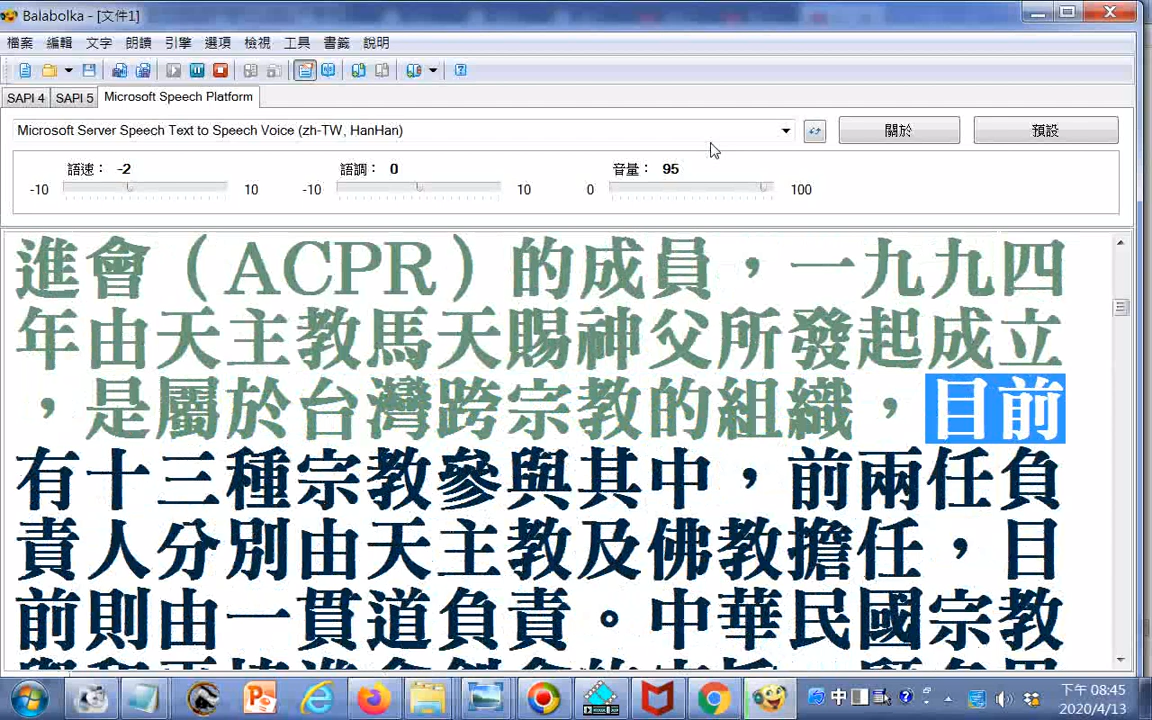 Balabolka - [文件1]
檔案 編輯 文字 朗讀 引擎 選項 檢視 工具 書籤 說明
SAPI 4 SAPI 5 Microsoft Speech Platform
Microsoft Server Speech Text to Speech Voice (zh-TW, HanHan) 關於 預設
語速： -2 語調： 0 音量： 95
-10 10 -10 10 0 100
進會（ACPR）的成員，一九九四
年由天主教馬天賜神父所發起成立
，是屬於台灣跨宗教的組織，目前
有十三種宗教參與其中，前兩任負
責人分別由天主教及佛教擔任，目
前則由一貫道負責。中華民國宗教
中
下午 08:45
2020/4/13